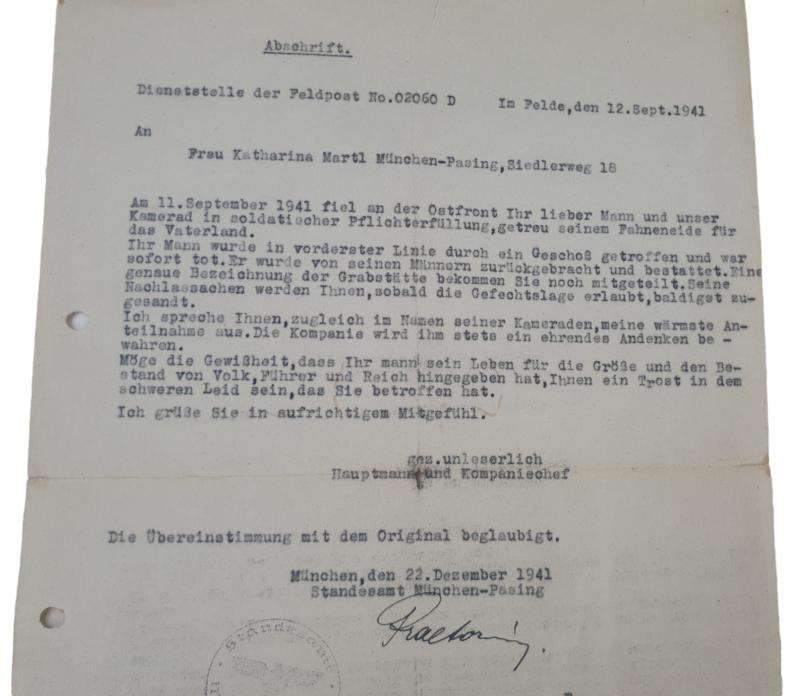 Abschrift.
Dienststelle der Feldpost No.02060 D Im Felde,den 12.Sept.1941
An
Frau Katharina Martl München-Pasing,Siedlerweg 18
Am 11.September 1941 fiel an der Ostfront Ihr lieber Mann und unser
Kamerad in soldatischer Pflichterfüllung,getreu seinem Fahneneide für
das Vaterland.
Ihr Mann wurde in vorderster Linie durch ein Geschoß getroffen und war
sofort tot.Er wurde von seinen Männern zurückgebracht und bestattet.Eine
genaue Bezeichnung der Grabstätte bekommen Sie noch mitgeteilt.Seine
Nachlassachen werden Ihnen,sobald die Gefechtslage erlaubt,baldigst zu-
gesandt.
Ich spreche Ihnen,zugleich im Namen seiner Kameraden,meine wärmste An-
teilnahme aus.Die Kompanie wird ihm stets ein ehrendes Andenken be -
wahren.
Möge die Gewißheit,dass Ihr mann sein Leben für die Größe und den Be-
stand von Volk,Führer und Reich hingegeben hat,Ihnen ein Trost in dem
schweren Leid sein,das Sie betroffen hat.
Ich grüße Sie in aufrichtigem Mitgefühl.
gez.unleserlich
Hauptmann und Kompaniechef
Die Übereinstimmung mit dem Original beglaubigt.
München,den 22.Dezember 1941
Standesamt München-Pasing
Standesamt